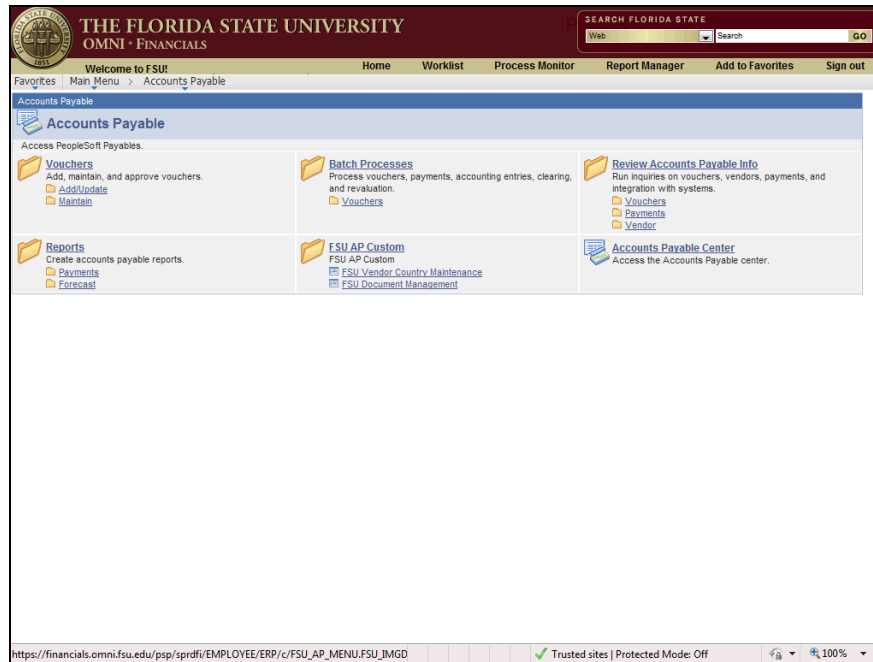 THE FLORIDA STATE UNIVERSITY
OMNI · FINANCIALS
SEARCH FLORIDA STATE
Web Search GO
1851
Welcome to FSU! Home Worklist Process Monitor Report Manager Add to Favorites Sign out
Favorites Main Menu > Accounts Payable
Accounts Payable
Accounts Payable
Access PeopleSoft Payables.
Vouchers
Add, maintain, and approve vouchers.
Add/Update
Maintain
Batch Processes
Process vouchers, payments, accounting entries, clearing,
and revaluation.
Vouchers
Review Accounts Payable Info
Run inquiries on vouchers, vendors, payments, and
integration with systems.
Vouchers
Payments
Vendor
Reports
Create accounts payable reports.
Payments
Forecast
FSU AP Custom
FSU AP Custom
FSU Vendor Country Maintenance
FSU Document Management
Accounts Payable Center
Access the Accounts Payable center.
https://financials.omni.fsu.edu/psp/sprdfi/EMPLOYEE/ERP/c/FSU_AP_MENU.FSU_IMGD Trusted sites | Protected Mode: Off 100%